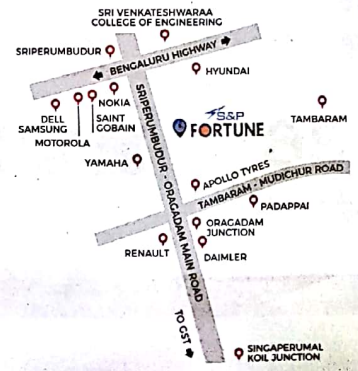 SRI VENKATESHWARAA
COLLEGE OF ENGINEERING
SRIPERUMBUDUR
BENGALURU HIGHWAY
HYUNDAI
NOKIA
DELL
SAMSUNG
SAINT
GOBAIN
MOTOROLA
S&P
FORTUNE
TAMBARAM
SRIPERUMBUDUR - ORAGADAM MAIN ROAD
YAMAHA
APOLLO TYRES
TAMBARAM - MUDICHUR ROAD
PADAPPAI
ORAGADAM
JUNCTION
RENAULT
DAIMLER
TO GST
SINGAPERUMAL
KOIL JUNCTION